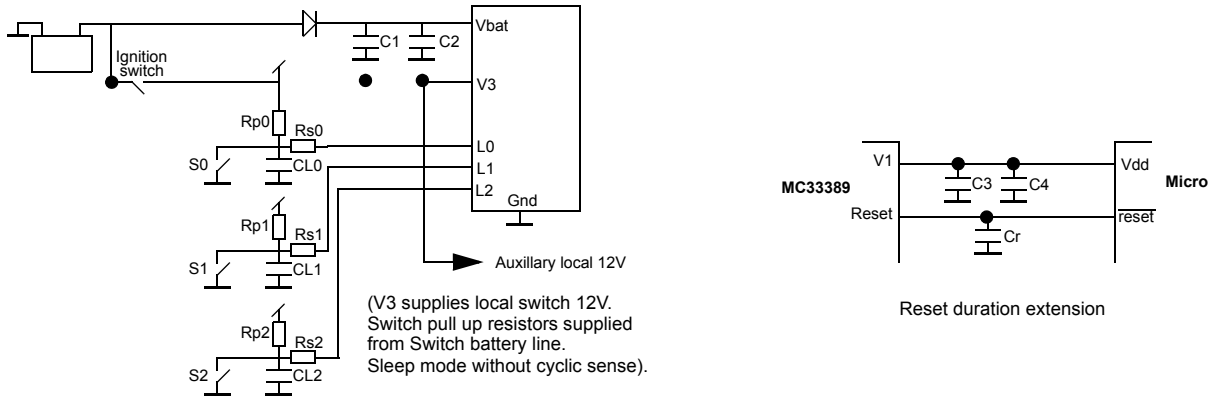 Vbat
C1
C2
Ignition
switch
V3
Rp0
Rs0
S0
CL0
L0
L1
L2
Gnd
Rp1
Rs1
S1
CL1
Auxillary local 12V
Rp2
Rs2
S2
CL2
(V3 supplies local switch 12V.
Switch pull up resistors supplied
from Switch battery line.
Sleep mode without cyclic sense).
V1
Vdd
MC33389
C3
C4
Micro
Reset
reset
Cr
Reset duration extension